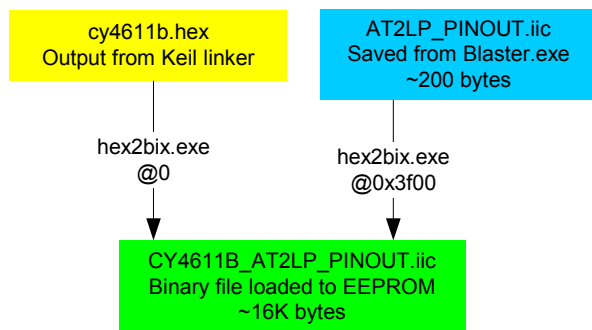 cy4611b.hex
Output from Keil linker
AT2LP_PINOUT.iic
Saved from Blaster.exe
~200 bytes
hex2bix.exe
@0
hex2bix.exe
@0x3f00
CY4611B_AT2LP_PINOUT.iic
Binary file loaded to EEPROM
~16K bytes